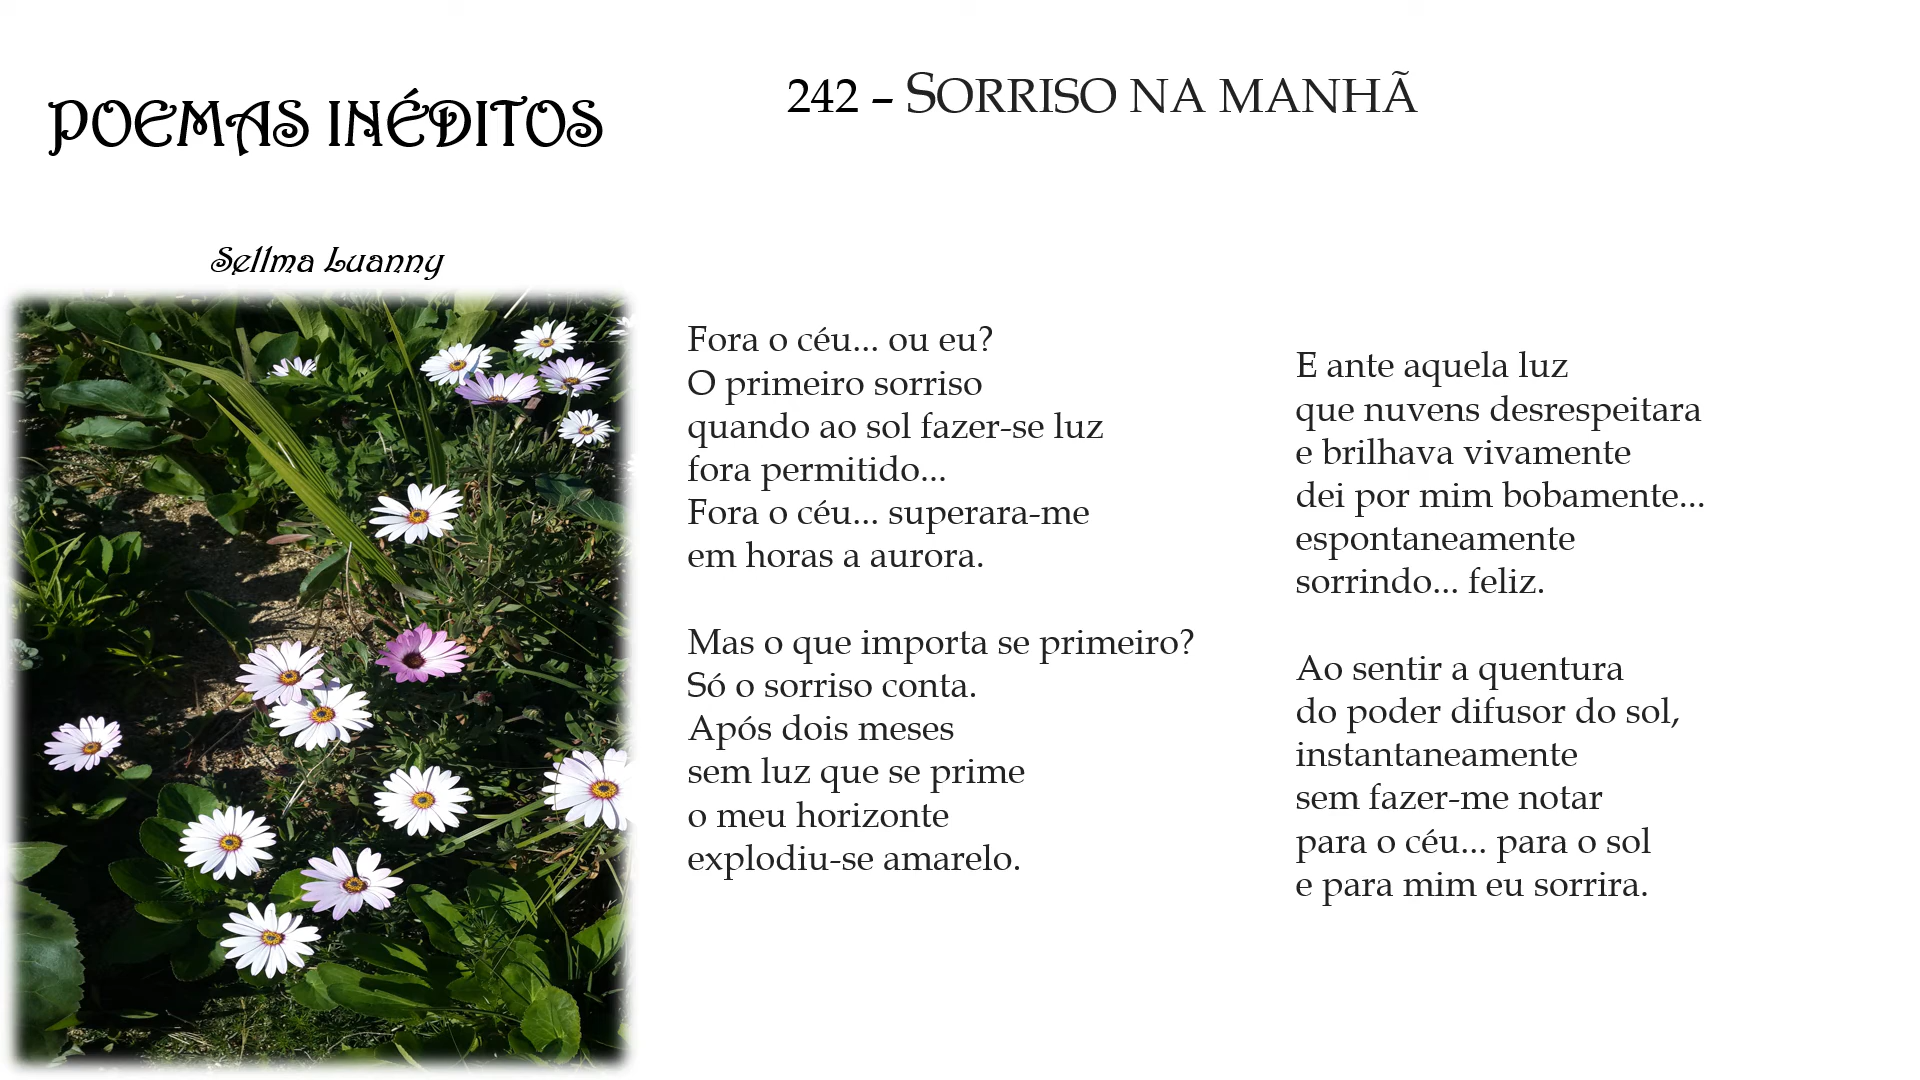 POEMAS INÉDITOS
Sellma Luanny
242 – SORRISO NA MANHÃ
Fora o céu... ou eu?
O primeiro sorriso
quando ao sol fazer-se luz
fora permitido...
Fora o céu... superara-me
em horas a aurora.
Mas o que importa se primeiro?
Só o sorriso conta.
Após dois meses
sem luz que se prime
o meu horizonte
explodiu-se amarelo.
E ante aquela luz
que nuvens desrespeitara
e brilhava vivamente
dei por mim bobamente...
espontaneamente
sorrindo... feliz.
Ao sentir a quentura
do poder difusor do sol,
instantaneamente
sem fazer-me notar
para o céu... para o sol
e para mim eu sorrira.